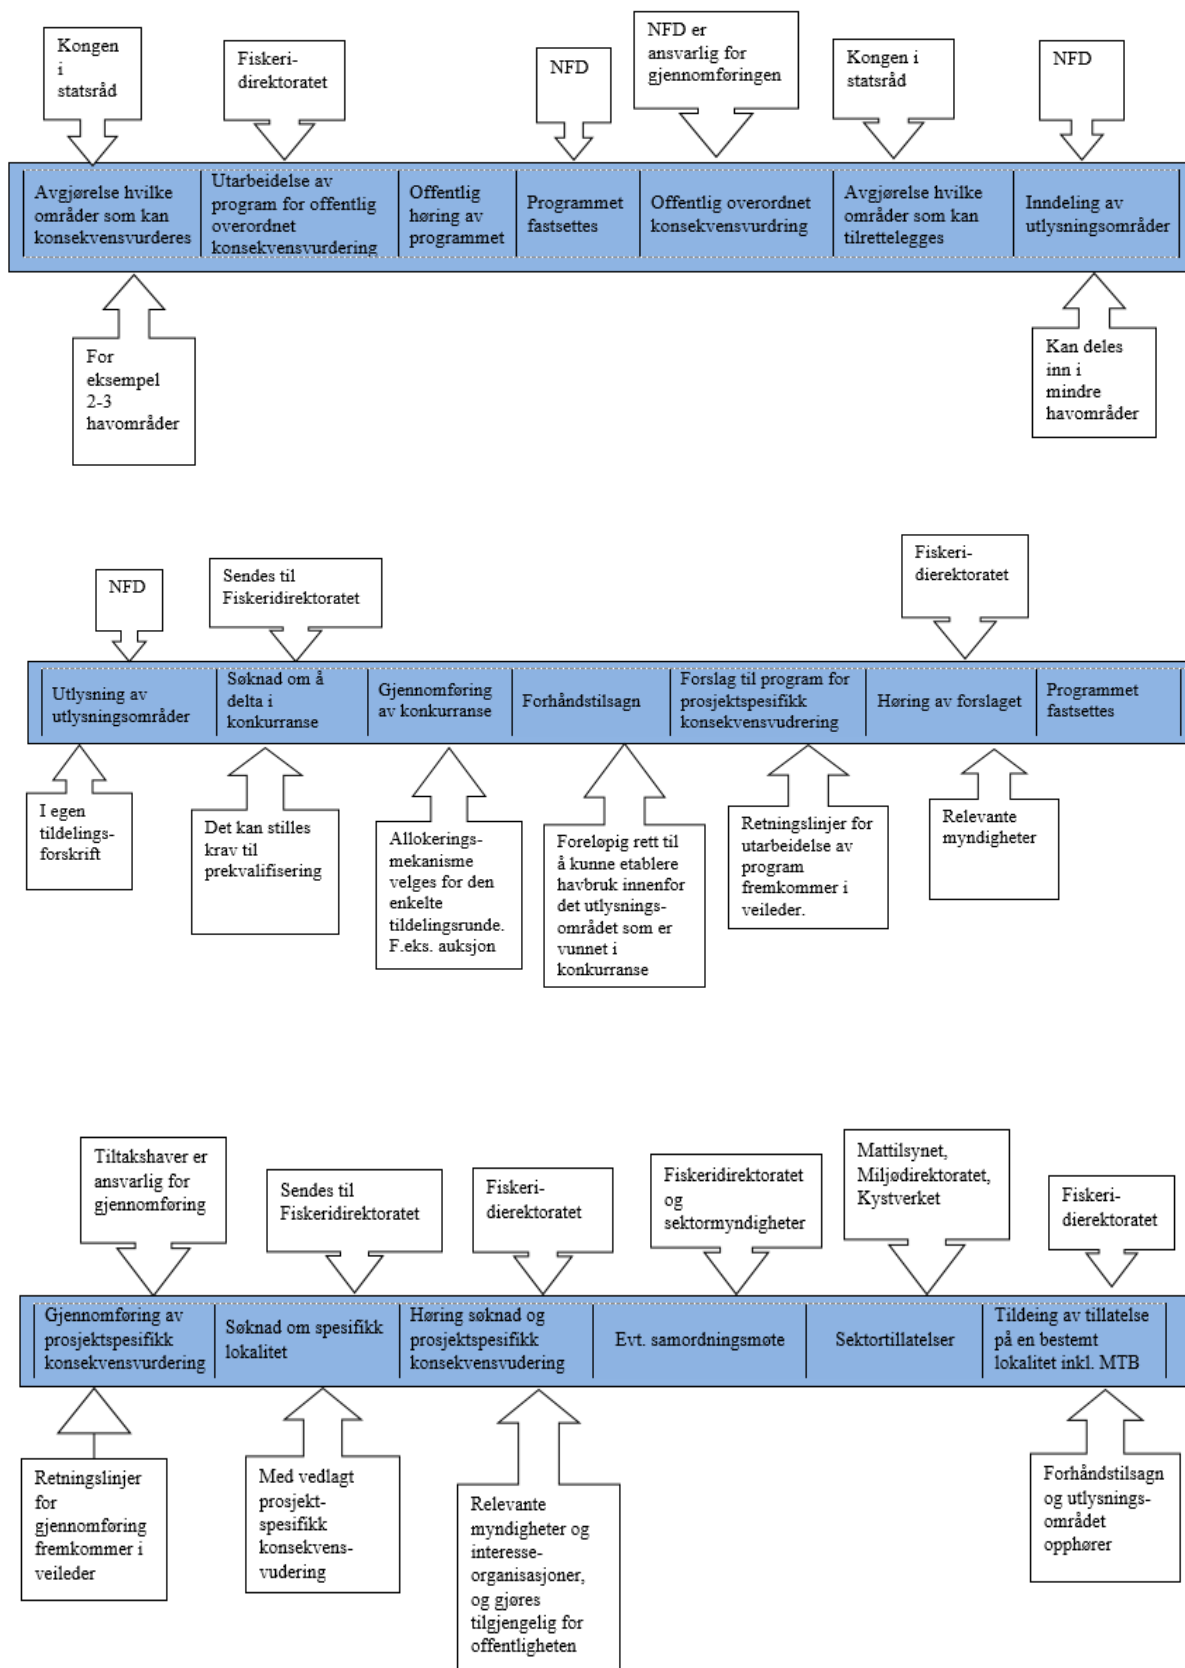 Kongen
i
statsråd
Fiskeri-
direktoratet
NFD
NFD er
ansvarlig for
gjennomføringen
Kongen i
statsråd
NFD
Avgjørelse hvilke
områder som kan
konsekvensvurderes
Utarbeidelse av
program for offentlig
overordnet
konsekvensvurdering
Offentlig
høring av
programmet
Programmet
fastsettes
Offentlig overordnet
konsekvensvurdring
Avgjørelse hvilke
områder som kan
tilrettelegges
Inndeling av
utlysningsområder
For
eksempel
2-3
havområder
Kan deles
inn i
mindre
havområder
NFD
Sendes til
Fiskeridirektoratet
Fiskeri-
dierektoratet
Utlysning av
utlysningsområder
Søknad om å
delta i
konkurranse
Gjennomføring
av konkurranse
Forhåndstilsagn
Forslag til program for
prosjektspesifikk
konsekvensvudrering
Høring av forslaget
Programmet
fastsettes
I egen
tildelings-
forskrift
Det kan stilles
krav til
prekvalifisering
Allokerings-
mekanisme
velges for den
enkelte
tildelingsrunde.
F.eks. auksjon
Foreløpig rett til
å kunne etablere
havbruk innenfor
det utlysnings-
området som er
vunnet i
konkurranse
Retningslinjer for
utarbeidelse av
program
fremkommer i
veileder.
Relevante
myndigheter
Tiltakshaver er
ansvarlig for
gjennomføring
Sendes til
Fiskeridirektoratet
Fiskeri-
dierektoratet
Fiskeridirektoratet
og
sektormyndigheter
Mattilsynet,
Miljødirektoratet,
Kystverket
Fiskeri-
dierektoratet
Gjennomføring av
prosjektspesifikk
konsekvensvurdering
Søknad om spesifikk
lokalitet
Høring søknad og
prosjektspesifikk
konsekvensvudering
Evt. samordningsmøte
Sektortillatelser
Tildeing av tillatelse
på en bestemt
lokalitet inkl. MTB
Retningslinjer
for
gjennomføring
fremkommer i
veileder
Med vedlagt
prosjekt-
spesifikk
konsekvens-
vudering
Relevante
myndigheter og
interesse-
organisasjoner,
og gjøres
tilgjengelig for
offentligheten
Forhåndstilsagn
og utlysnings-
området
opphører